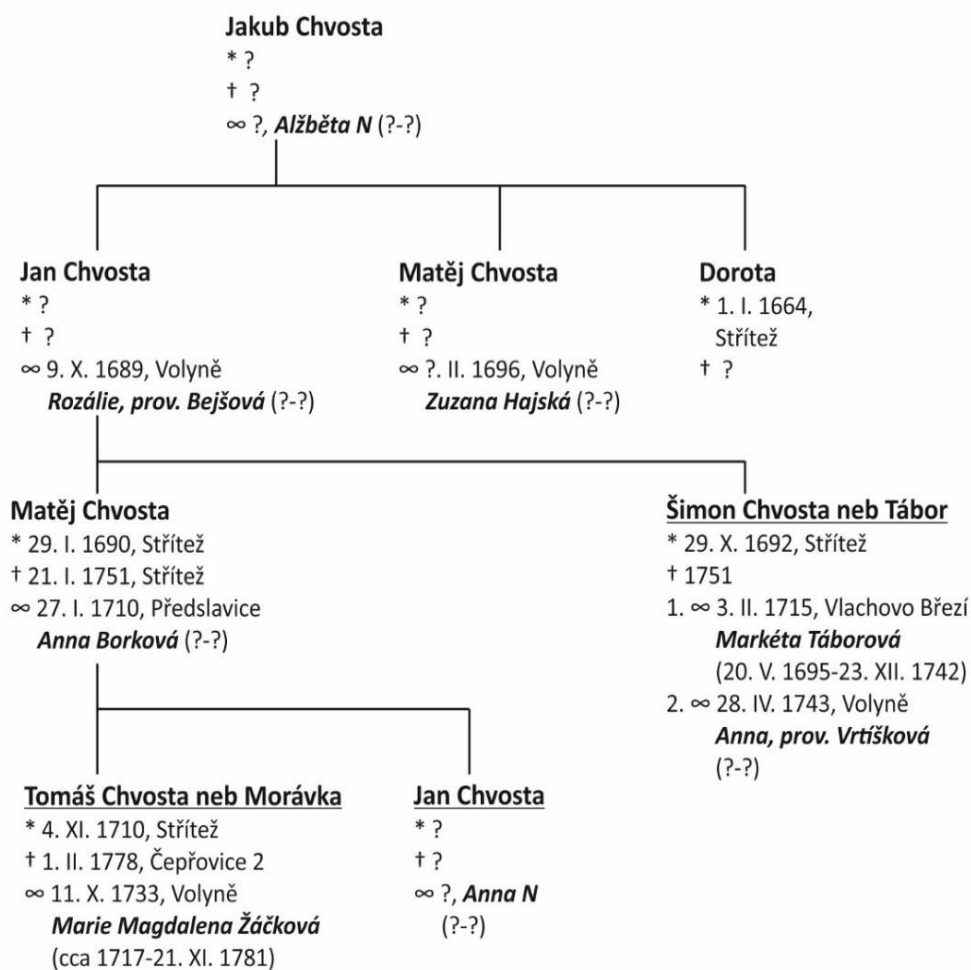 Jakub Chvosta
* ?
† ?
∞ ?, Alžběta N (?-?)
Jan Chvosta
* ?
† ?
∞ 9. X. 1689, Volyně
Rozálie, prov. Bejšová (?-?)
Matěj Chvosta
* ?
† ?
∞ ?. II. 1696, Volyně
Zuzana Hajská (?-?)
Dorota
* 1. I. 1664,
Střítež
† ?
Matěj Chvosta
* 29. I. 1690, Střítež
† 21. I. 1751, Střítež
∞ 27. I. 1710, Předslavice
Anna Borková (?-?)
Šimon Chvosta neb Tábor
* 29. X. 1692, Střítež
† 1751
1. ∞ 3. II. 1715, Vlachovo Březí
Markéta Táborová
(20. V. 1695-23. XII. 1742)
2. ∞ 28. IV. 1743, Volyně
Anna, prov. Vrtíšková
(?-?)
Tomáš Chvosta neb Morávka
* 4. XI. 1710, Střítež
† 1. II. 1778, Čepřovice 2
∞ 11. X. 1733, Volyně
Marie Magdalena Žáčková
(cca 1717-21. XI. 1781)
Jan Chvosta
* ?
† ?
∞ ?, Anna N
(?-?)